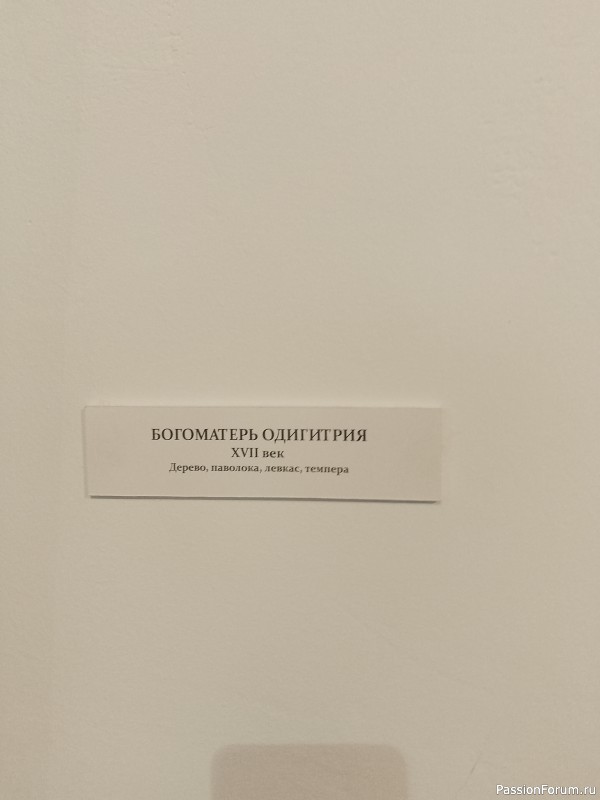 БОГОМАТЕРЬ ОДИГИТРИЯ
XVII век
Дерево, паволока, левкас, темпера
PassionForum.ru